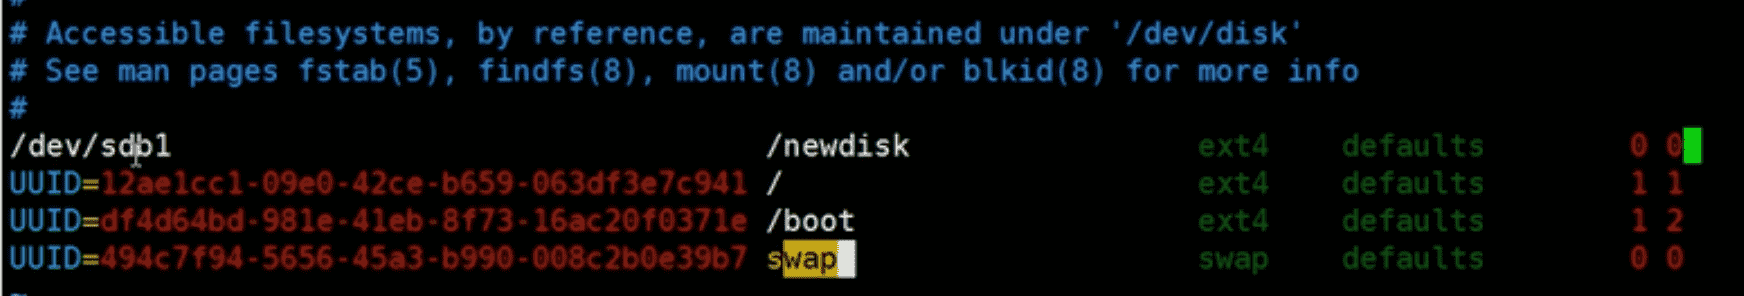 #
# Accessible filesystems, by reference, are maintained under '/dev/disk'
# See man pages fstab(5), findfs(8), mount(8) and/or blkid(8) for more info
#
/dev/sdb1 /newdisk ext4 defaults 0 0
UUID=12ae1cc1-09e0-42ce-b659-063df3e7c941 / ext4 defaults 1 1
UUID=df4d64bd-981e-41eb-8f73-16ac20f0371e /boot ext4 defaults 1 2
UUID=494c7f94-5656-45a3-b990-008c2b0e39b7 swap swap defaults 0 0
~